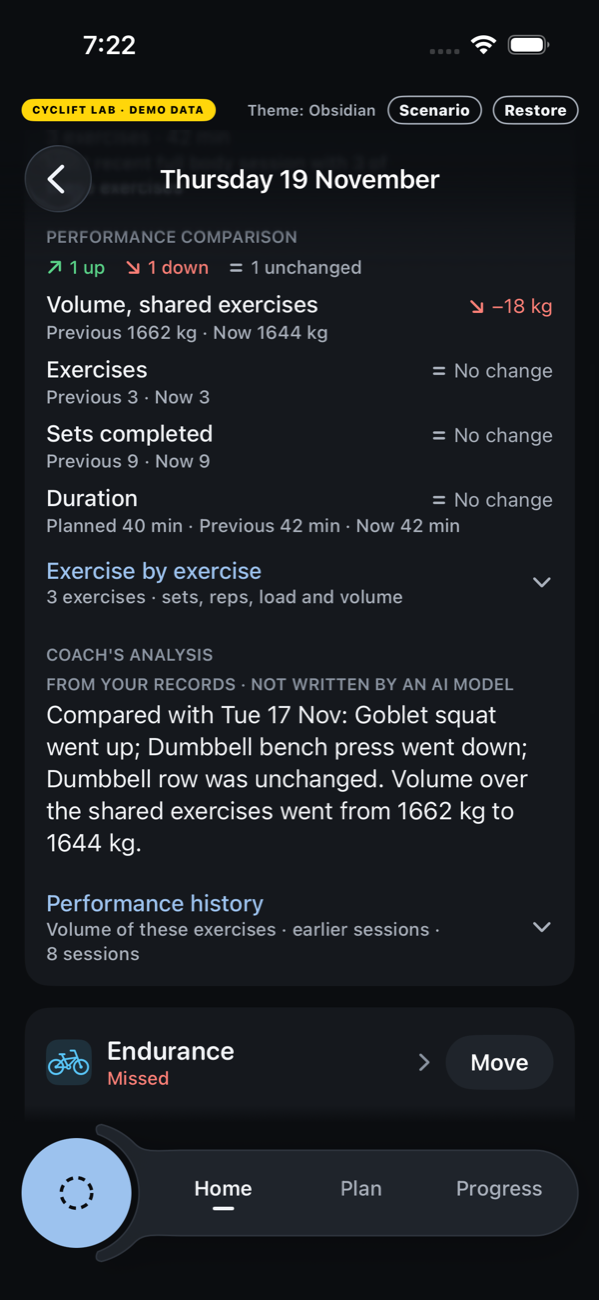 7:22
CYCLIFT LAB · DEMO DATA
Theme: Obsidian
Scenario
Restore
Thursday 19 November
PERFORMANCE COMPARISON
↗ 1 up ↘ 1 down = 1 unchanged
Volume, shared exercises ↘ –18 kg
Previous 1662 kg · Now 1644 kg
Exercises = No change
Previous 3 · Now 3
Sets completed = No change
Previous 9 · Now 9
Duration = No change
Planned 40 min · Previous 42 min · Now 42 min
Exercise by exercise
3 exercises · sets, reps, load and volume
COACH'S ANALYSIS
FROM YOUR RECORDS · NOT WRITTEN BY AN AI MODEL
Compared with Tue 17 Nov: Goblet squat
went up; Dumbbell bench press went down;
Dumbbell row was unchanged. Volume over
the shared exercises went from 1662 kg to
1644 kg.
Performance history
Volume of these exercises · earlier sessions ·
8 sessions
Endurance
Missed
Move
Home
Plan
Progress